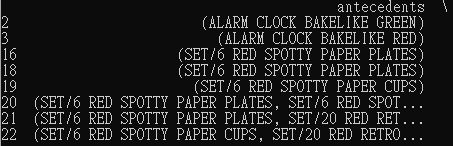 antecedents \
2 (ALARM CLOCK BAKELIKE GREEN)
3 (ALARM CLOCK BAKELIKE RED)
16 (SET/6 RED SPOTTY PAPER PLATES)
18 (SET/6 RED SPOTTY PAPER PLATES)
19 (SET/6 RED SPOTTY PAPER CUPS)
20 (SET/6 RED SPOTTY PAPER PLATES, SET/6 RED SPOT...
21 (SET/6 RED SPOTTY PAPER PLATES, SET/20 RED RET...
22 (SET/6 RED SPOTTY PAPER CUPS, SET/20 RED RETRO...